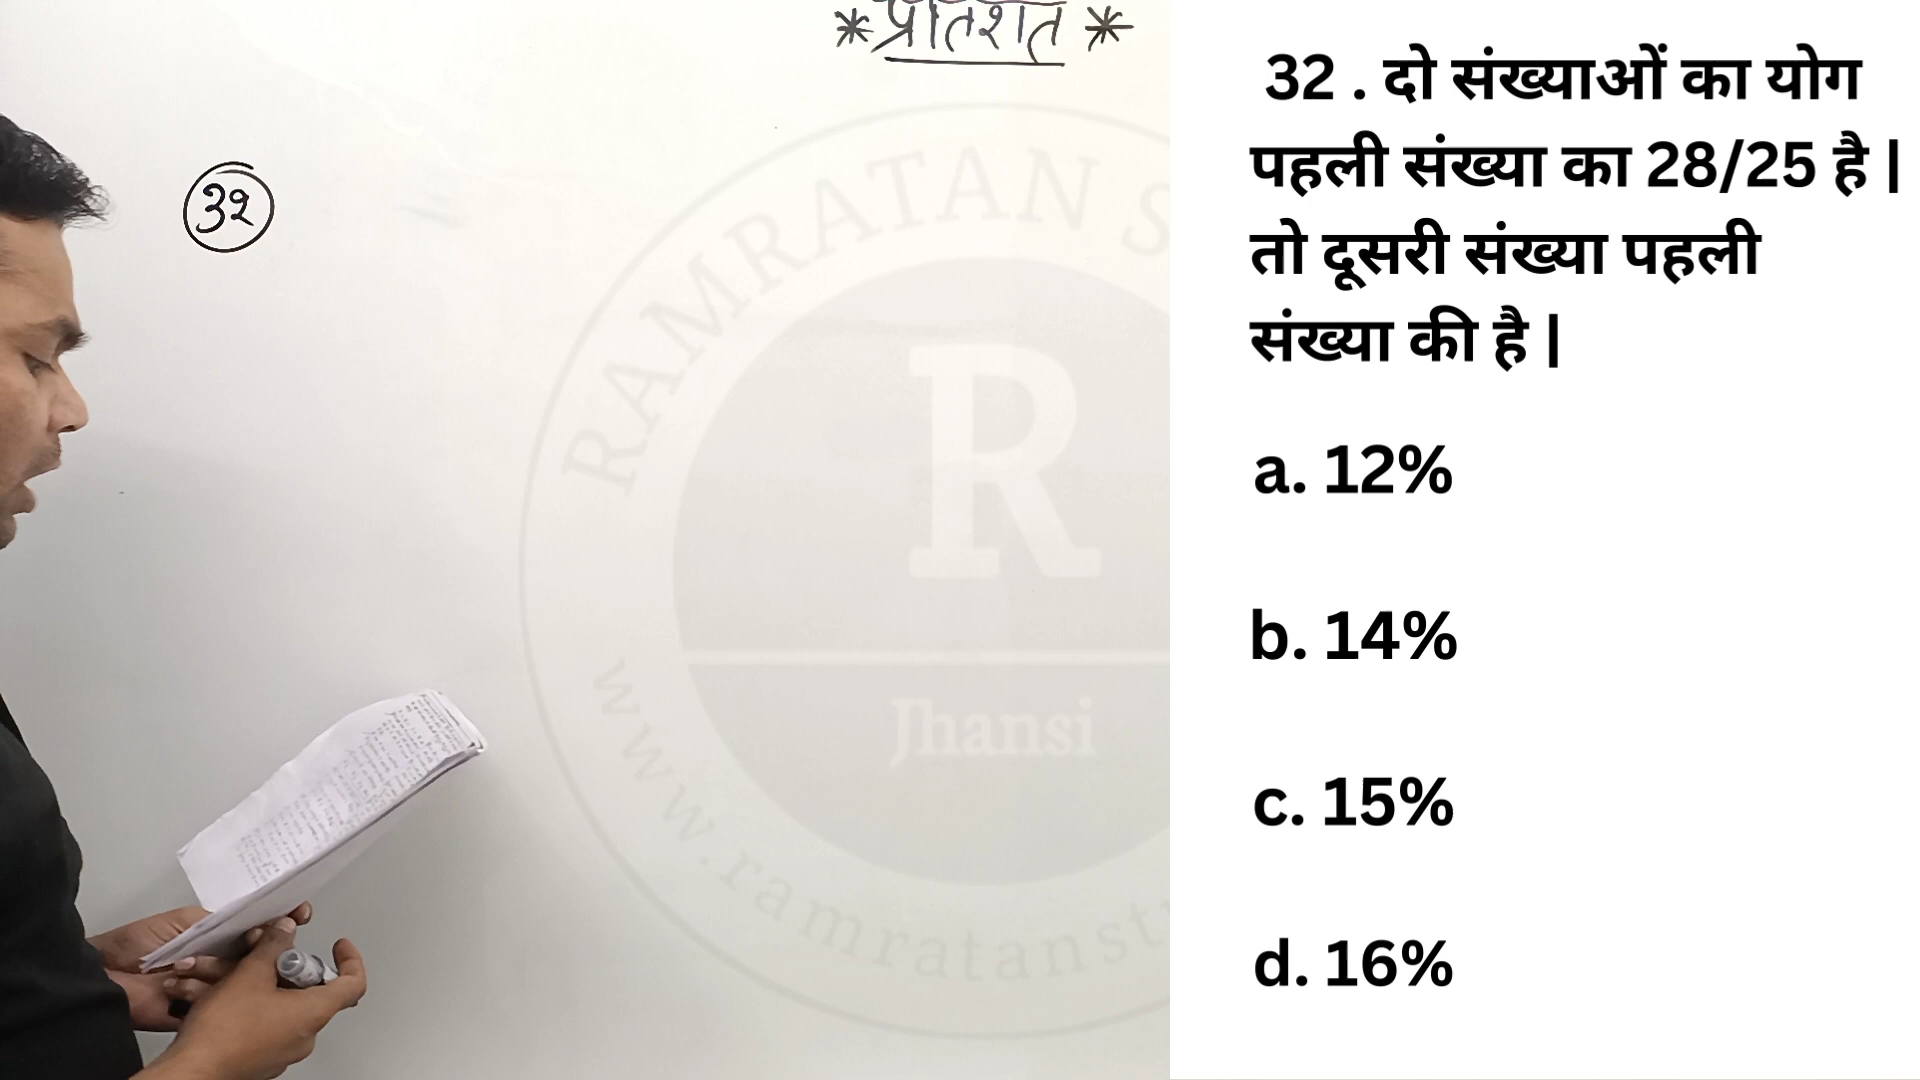 * प्रतिशत *
32
RAMRATAN S
R
Jhansi
www.ramratanst
32 . दो संख्याओं का योग
पहली संख्या का 28/25 है |
तो दूसरी संख्या पहली
संख्या की है |
a. 12%
b. 14%
c. 15%
d. 16%